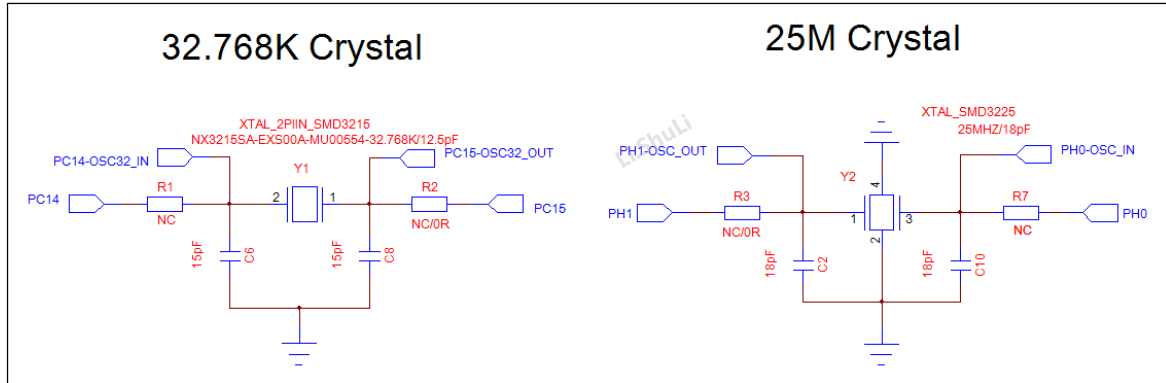 32.768K Crystal
XTAL_2PIIN_SMD3215
NX3215SA-EXS00A-MU00554-32.768K/12.5pF
PC14-OSC32_IN
PC15-OSC32_OUT
Y1
PC14
R1
NC
2
1
R2
NC/0R
PC15
15pF
C6
15pF
C8
25M Crystal
XTAL_SMD3225
25MHZ/18pF
LiShuLi
PH1-OSC_OUT
PH0-OSC_IN
Y2
4
PH1
R3
NC/0R
1
3
2
R7
NC
PH0
18pF
C2
18pF
C10